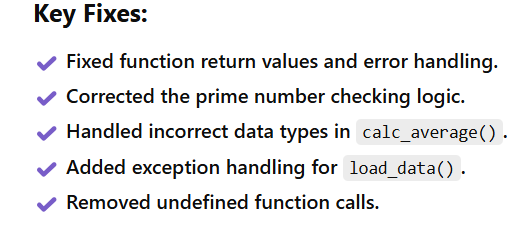 Key Fixes:
Fixed function return values and error handling.
Corrected the prime number checking logic.
Handled incorrect data types in calc_average().
Added exception handling for load_data().
Removed undefined function calls.